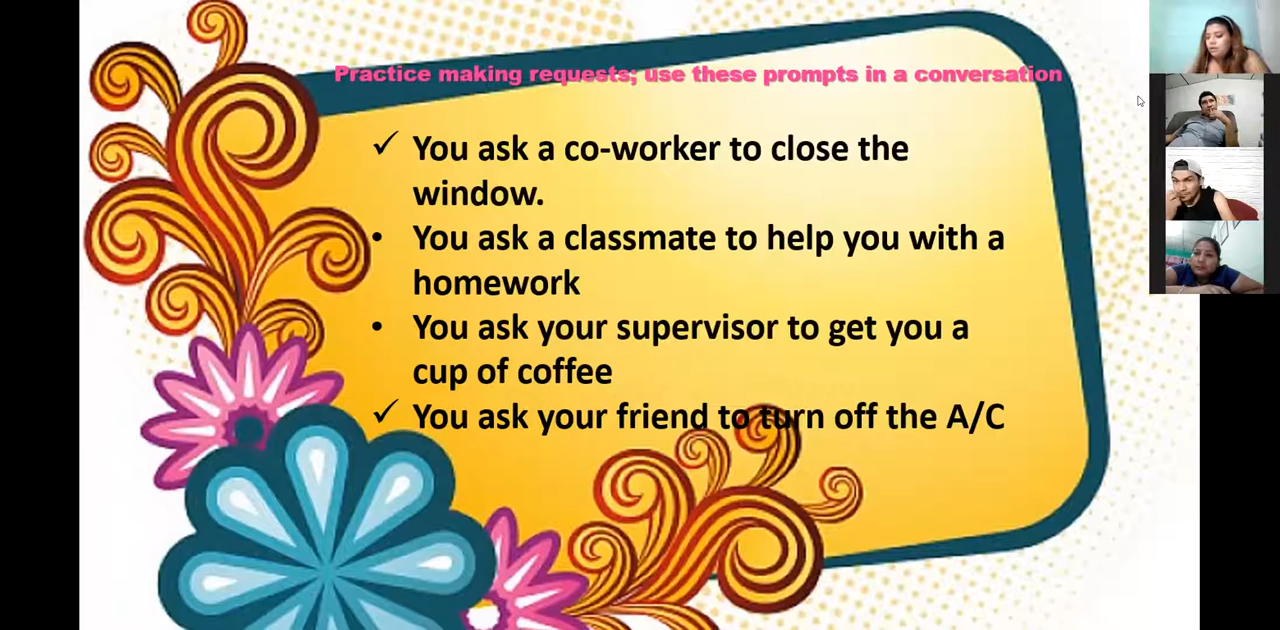 Practice making requests; use these prompts in a conversation
✓ You ask a co-worker to close the
window.
• You ask a classmate to help you with a
homework
• You ask your supervisor to get you a
cup of coffee
✓ You ask your friend to turn off the A/C